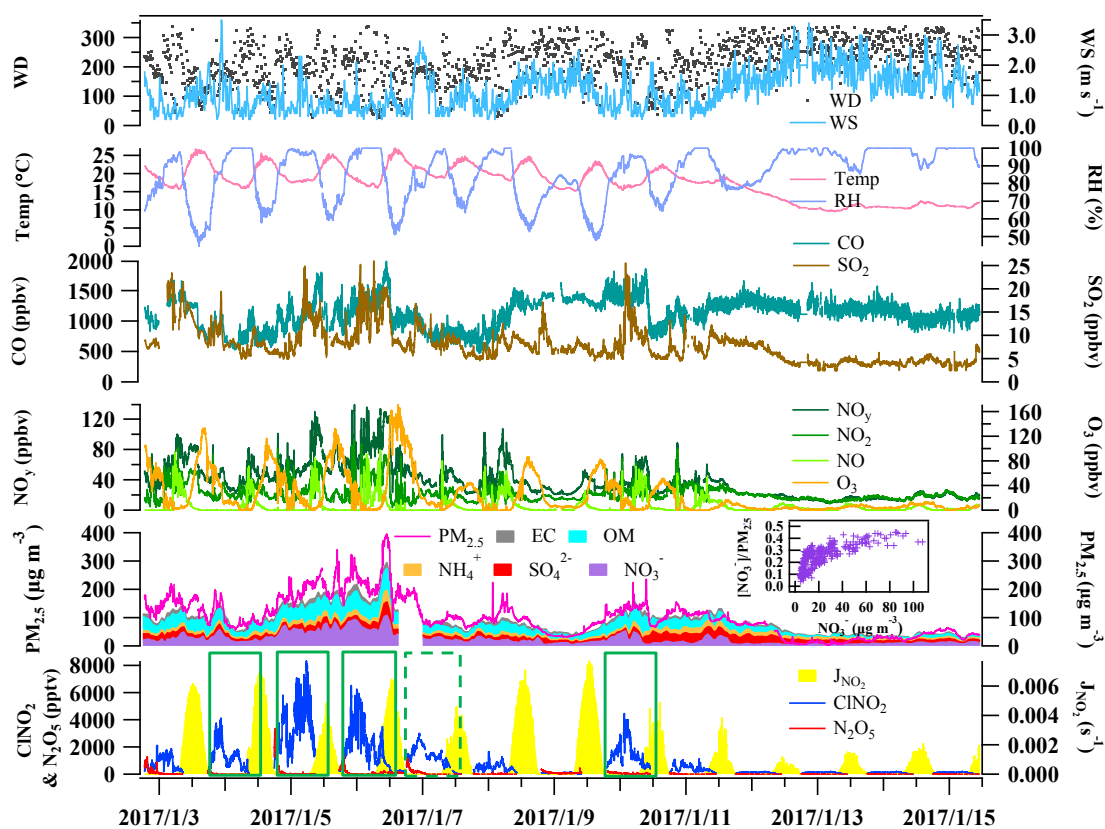 WD
300
200
100
0
3.0
2.0
1.0
0.0
WS (m s⁻¹)
WD
WS
Temp (°C)
25
20
15
10
5
0
100
90
80
70
60
50
RH (%)
Temp
RH
CO
SO₂
CO (ppbv)
2000
1500
1000
500
0
25
20
15
10
5
0
SO₂ (ppbv)
NOy (ppbv)
120
80
40
0
160
120
80
40
0
O₃ (ppbv)
NOy
NO₂
NO
O₃
PM₂.₅ (µg m⁻³)
400
300
200
100
0
400
300
200
100
0
PM₂.₅ (µg m⁻³)
PM₂.₅ EC OM
NH₄⁺ SO₄²⁻ NO₃⁻
[NO₃⁻]/PM₂.₅
0.5
0.4
0.3
0.2
0.1
0.0
0 20 40 60 80 100
NO₃⁻ (µg m⁻³)
ClNO₂
& N₂O₅ (pptv)
8000
6000
4000
2000
0
0.006
0.004
0.002
0.000
J_NO₂ (s⁻¹)
J_NO₂
ClNO₂
N₂O₅
2017/1/3 2017/1/5 2017/1/7 2017/1/9 2017/1/11 2017/1/13 2017/1/15